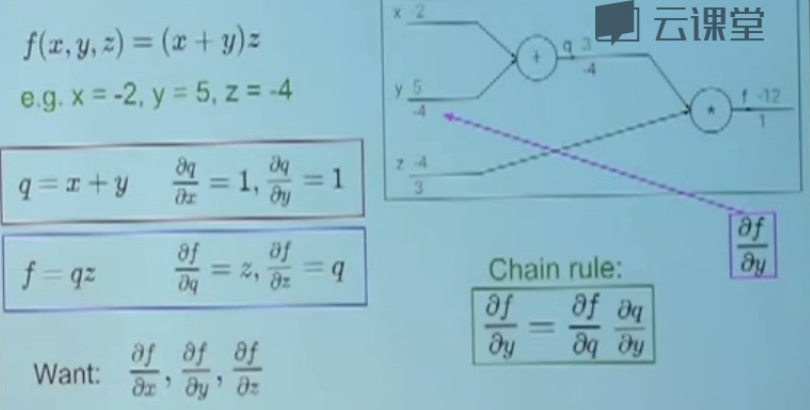 f(x, y, z) = (x + y)z
e.g. x = -2, y = 5, z = -4
q = x + y    ∂q/∂x = 1, ∂q/∂y = 1
f = qz    ∂f/∂q = z, ∂f/∂z = q
Want: ∂f/∂x, ∂f/∂y, ∂f/∂z
云课堂
x -2
y 5
-4
z -4
3
+
q 3
-4
*
f -12
1
∂f/∂y
Chain rule:
∂f/∂y = ∂f/∂q ∂q/∂y